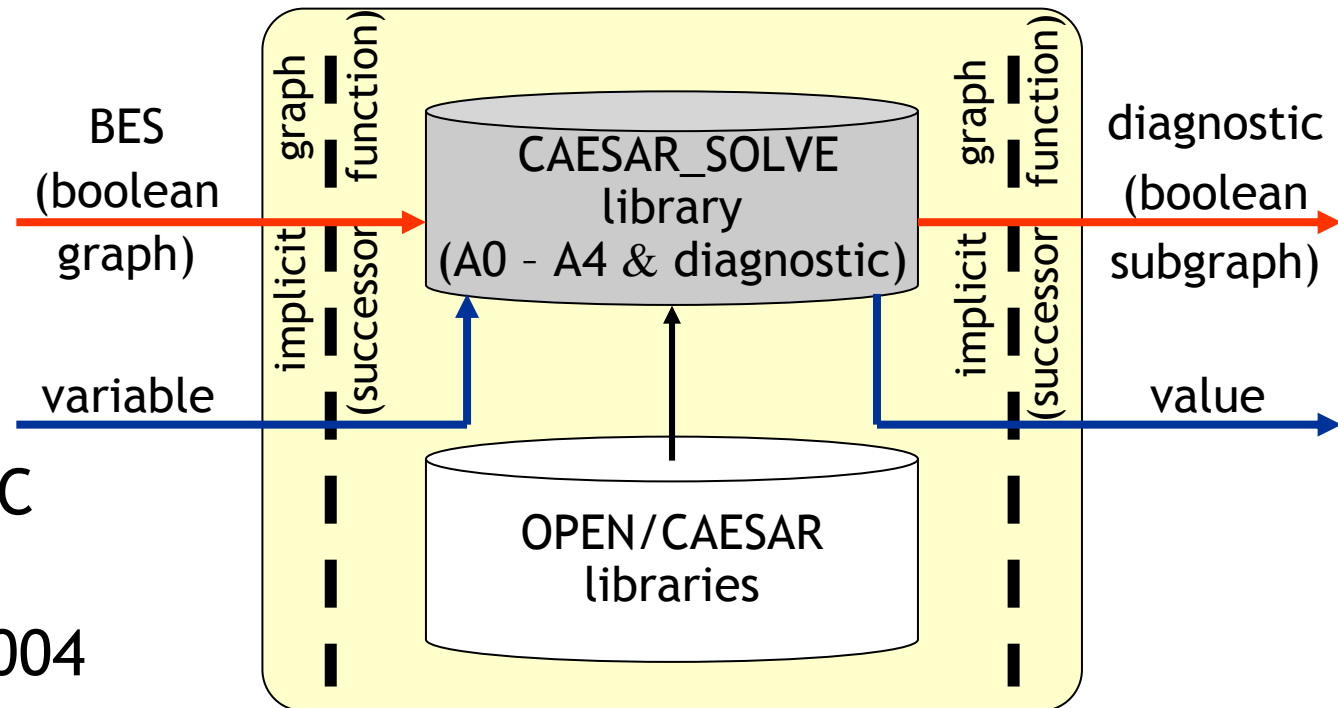 BES
(boolean
graph)
variable
C
004
implicit graph
(successor function)
CAESAR_SOLVE
library
(A0 – A4 & diagnostic)
OPEN/CAESAR
libraries
implicit graph
(successor function)
diagnostic
(boolean
subgraph)
value